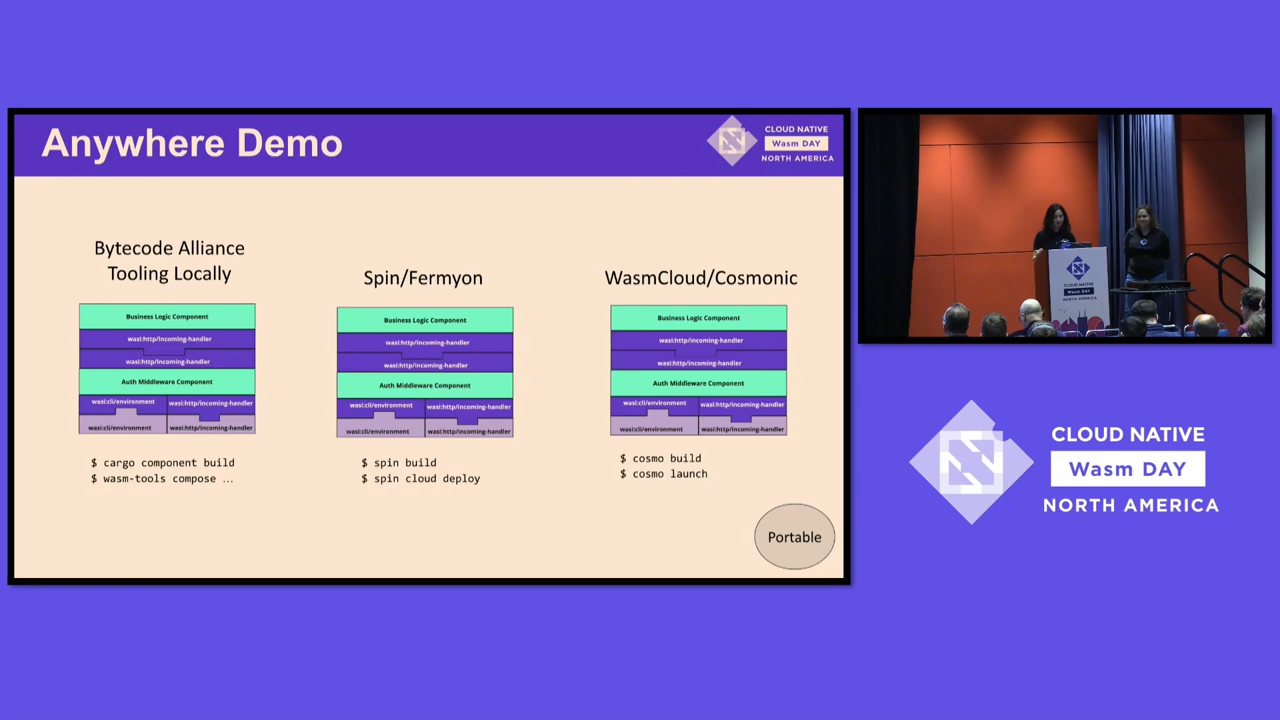 Anywhere Demo
CLOUD NATIVE
Wasm DAY
NORTH AMERICA
Bytecode Alliance
Tooling Locally
Business Logic Component
wasi:http/incoming-handler
wasi:http/incoming-handler
Auth Middleware Component
wasi:cli/environment
wasi:http/incoming-handler
wasi:cli/environment
wasi:http/incoming-handler
$ cargo component build
$ wasm-tools compose …
Spin/Fermyon
Business Logic Component
wasi:http/incoming-handler
wasi:http/incoming-handler
Auth Middleware Component
wasi:cli/environment
wasi:http/incoming-handler
wasi:cli/environment
wasi:http/incoming-handler
$ spin build
$ spin cloud deploy
WasmCloud/Cosmonic
Business Logic Component
wasi:http/incoming-handler
wasi:http/incoming-handler
Auth Middleware Component
wasi:cli/environment
wasi:http/incoming-handler
wasi:cli/environment
wasi:http/incoming-handler
$ cosmo build
$ cosmo launch
Portable
CLOUD NATIVE
Wasm DAY
NORTH AMERICA
CLOUD NATIVE
Wasm DAY
NORTH AMERICA